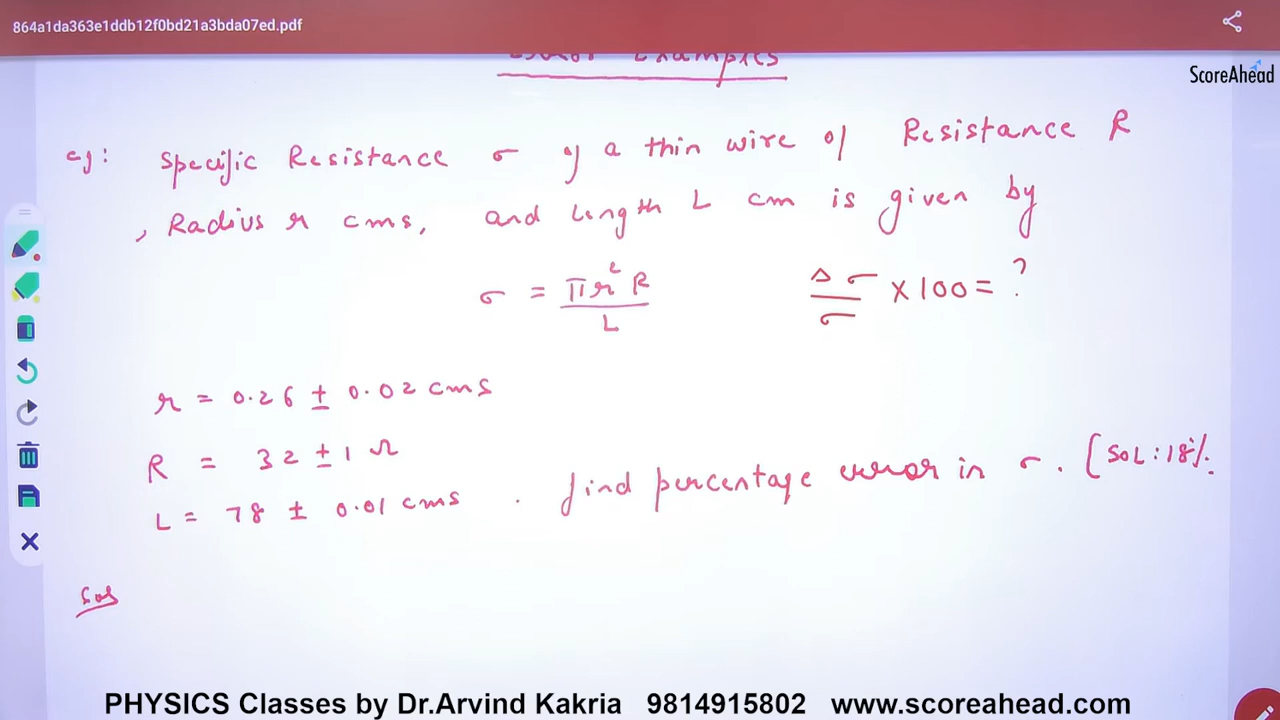 864a1da363e1ddb12f0bd21a3bda07ed.pdf
ScoreAhead
Examples
eg: Specific Resistance σ of a thin wire of Resistance R
, Radius r cms, and length L cm is given by
σ = πr²R / L    Δσ/σ × 100 = ?
r = 0.26 ± 0.02 cms
R = 32 ± 1 Ω
L = 78 ± 0.01 cms . find percentage error in σ. [SOL: 18%.
Sol
PHYSICS Classes by Dr.Arvind Kakria 9814915802 www.scoreahead.com